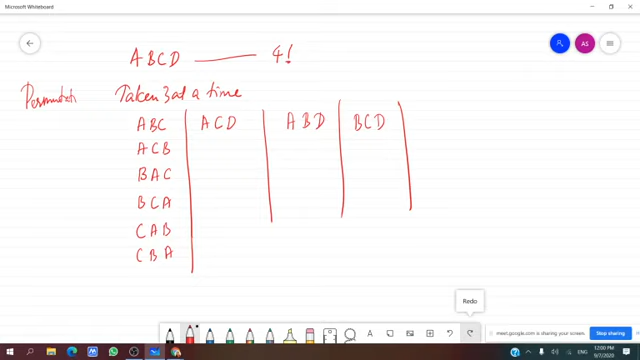 Microsoft Whiteboard
AS
ABCD 4!
Permutati Taken 3 at a time
ABC ACD ABD BCD
ACB
BAC
BCA
CAB
CBA
Redo
meet.google.com is sharing your screen. Stop sharing
12:00 PM
ENG
9/7/2020